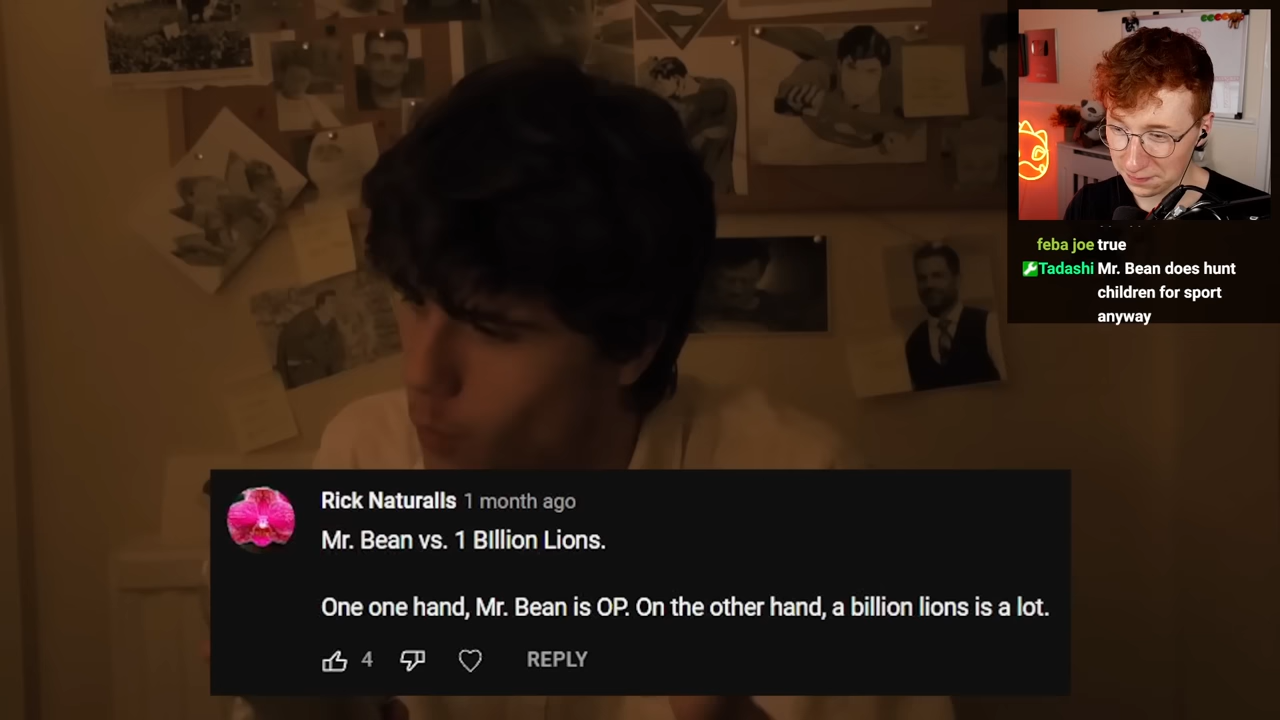 feba joe true
Tadashi Mr. Bean does hunt
children for sport
anyway
Rick Naturalls 1 month ago
Mr. Bean vs. 1 BIllion Lions.
One one hand, Mr. Bean is OP. On the other hand, a billion lions is a lot.
4 REPLY